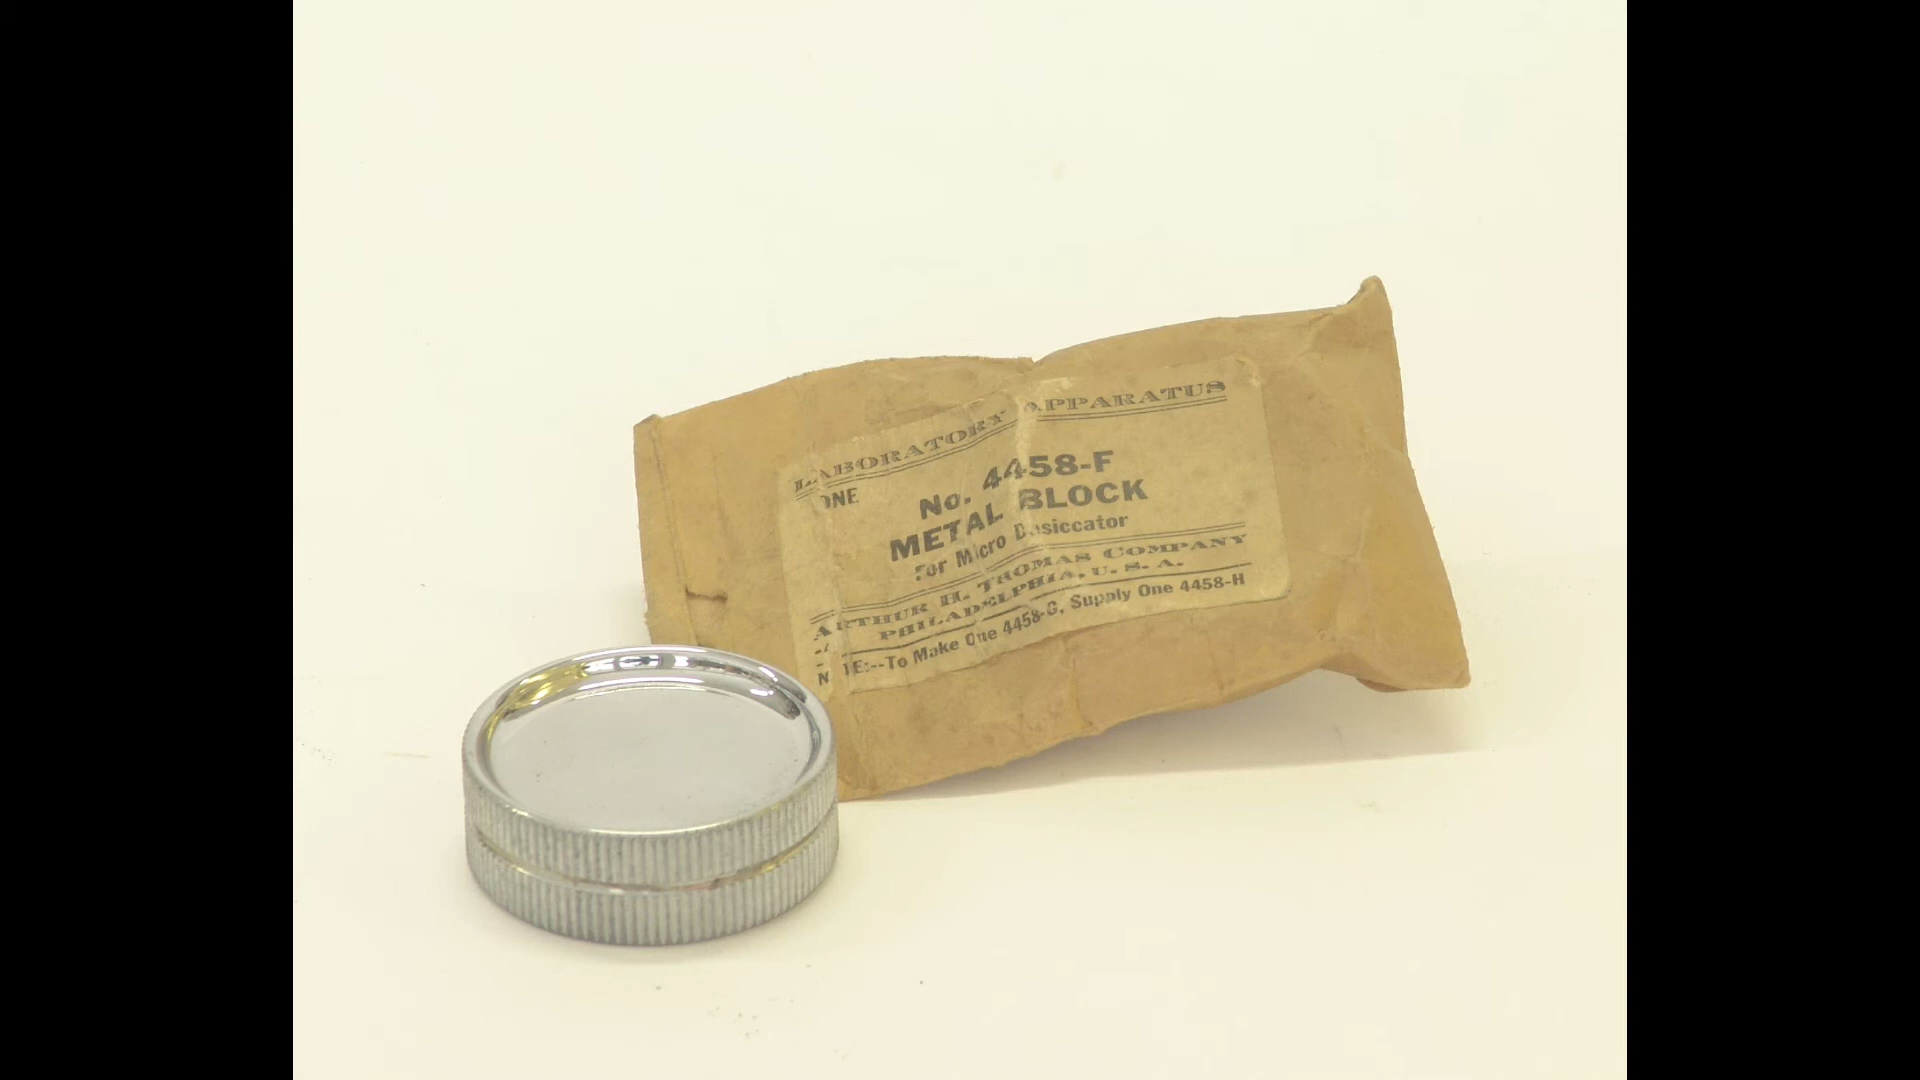 LABORATORY APPARATUS
ONE
No. 4458-F
METAL BLOCK
For Micro Desiccator
ARTHUR H. THOMAS COMPANY
PHILADELPHIA, U. S. A.
NOTE:--To Make One 4458-G, Supply One 4458-H